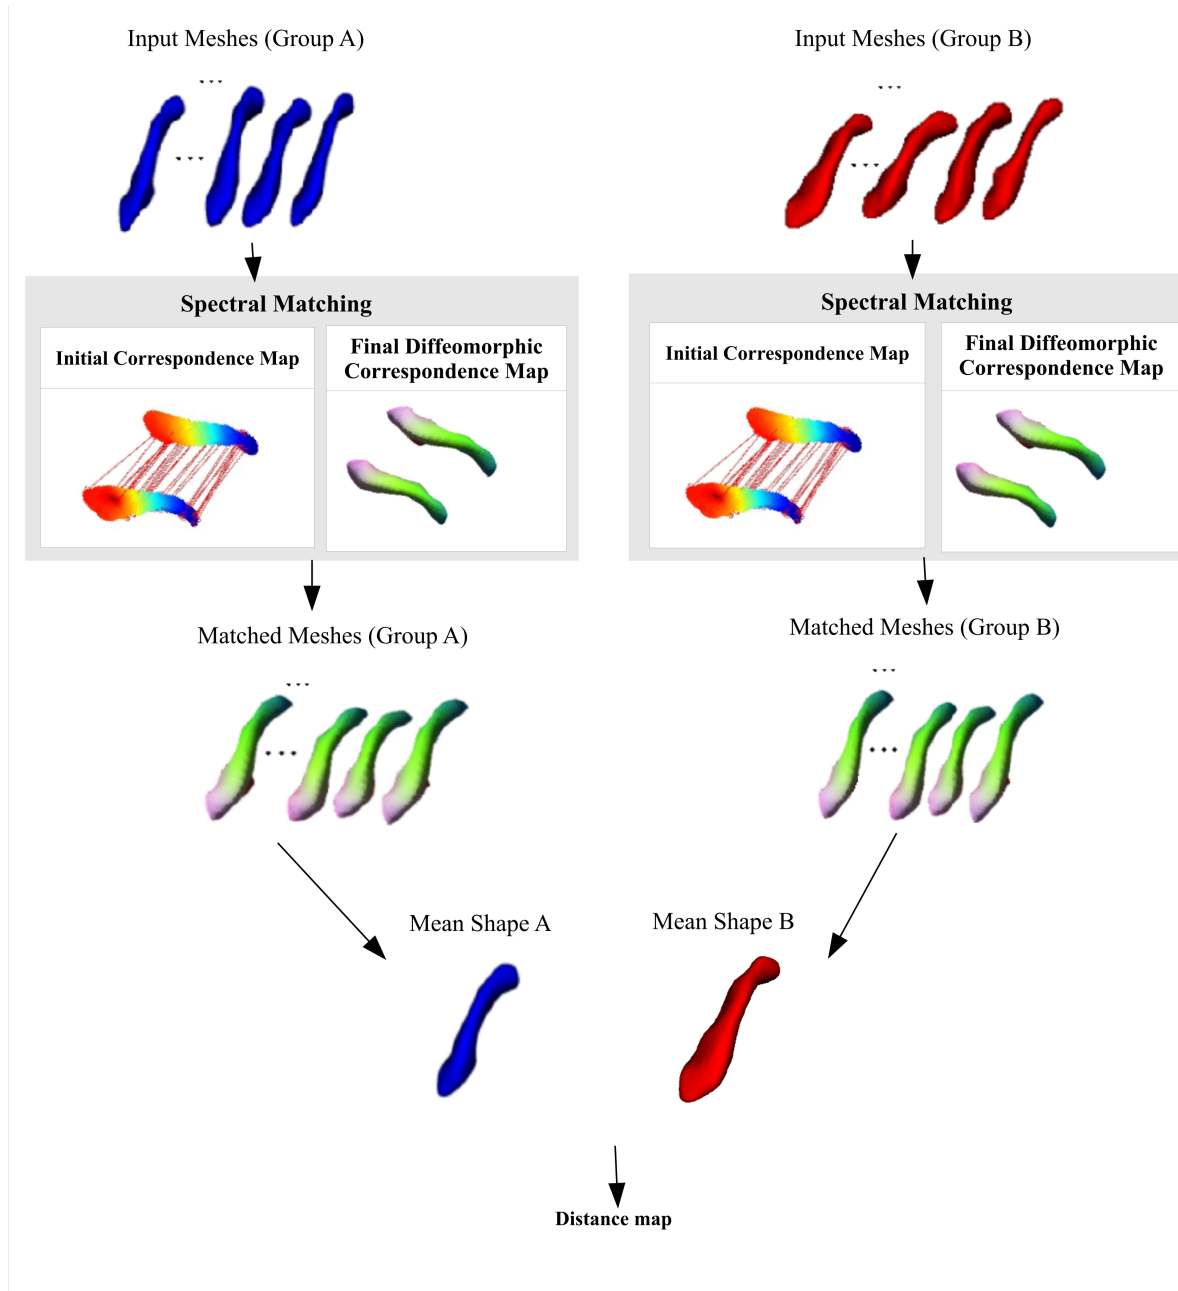 Input Meshes (Group A)
Input Meshes (Group B)
...
...
...
...
Spectral Matching
Initial Correspondence Map
Final Diffeomorphic
Correspondence Map
Spectral Matching
Initial Correspondence Map
Final Diffeomorphic
Correspondence Map
Matched Meshes (Group A)
Matched Meshes (Group B)
...
...
...
...
Mean Shape A
Mean Shape B
Distance map